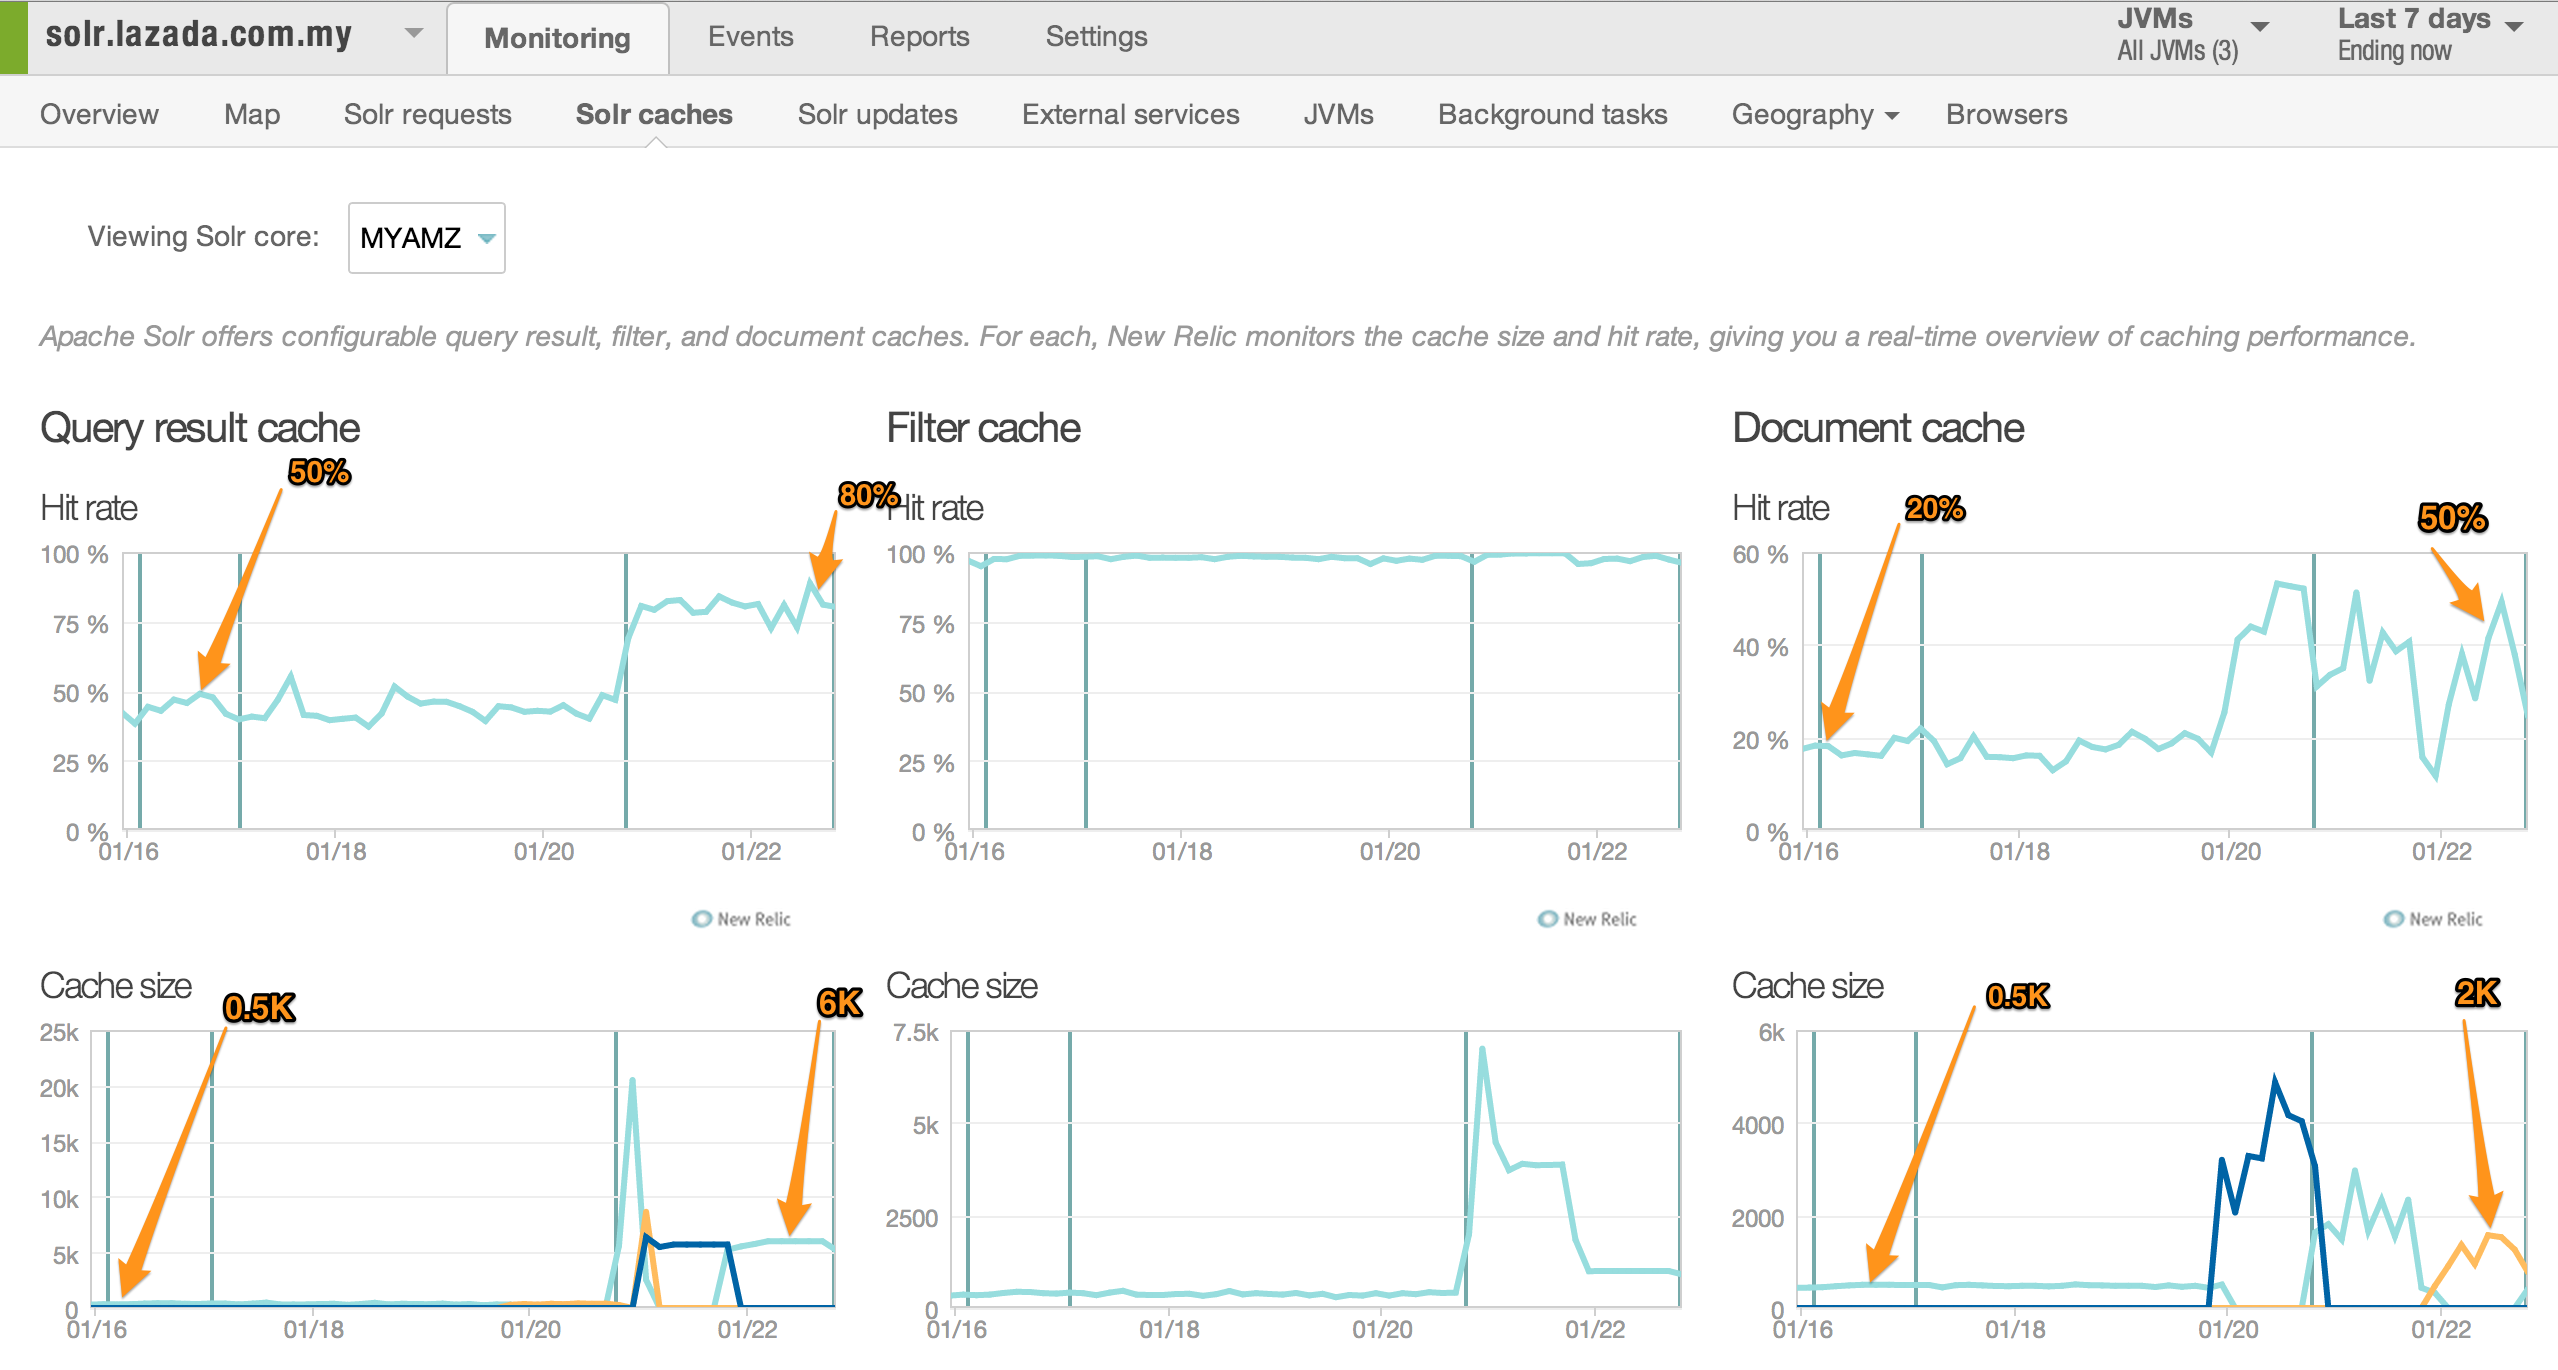 solr.lazada.com.my Monitoring Events Reports Settings JVMs Last 7 days
All JVMs (3) Ending now
Overview Map Solr requests Solr caches Solr updates External services JVMs Background tasks Geography Browsers
Viewing Solr core: MYAMZ
Apache Solr offers configurable query result, filter, and document caches. For each, New Relic monitors the cache size and hit rate, giving you a real-time overview of caching performance.
Query result cache
50%
Hit rate
80%
100 %
75 %
50 %
25 %
0 %
01/16 01/18 01/20 01/22
New Relic
Cache size
0.5K
6K
25k
20k
15k
10k
5k
0
01/16 01/18 01/20 01/22
Filter cache
Hit rate
100 %
75 %
50 %
25 %
0 %
01/16 01/18 01/20 01/22
New Relic
Cache size
7.5k
5k
2500
0
01/16 01/18 01/20 01/22
Document cache
Hit rate
20%
50%
60 %
40 %
20 %
0 %
01/16 01/18 01/20 01/22
New Relic
Cache size
0.5K
2K
6k
4000
2000
0
01/16 01/18 01/20 01/22